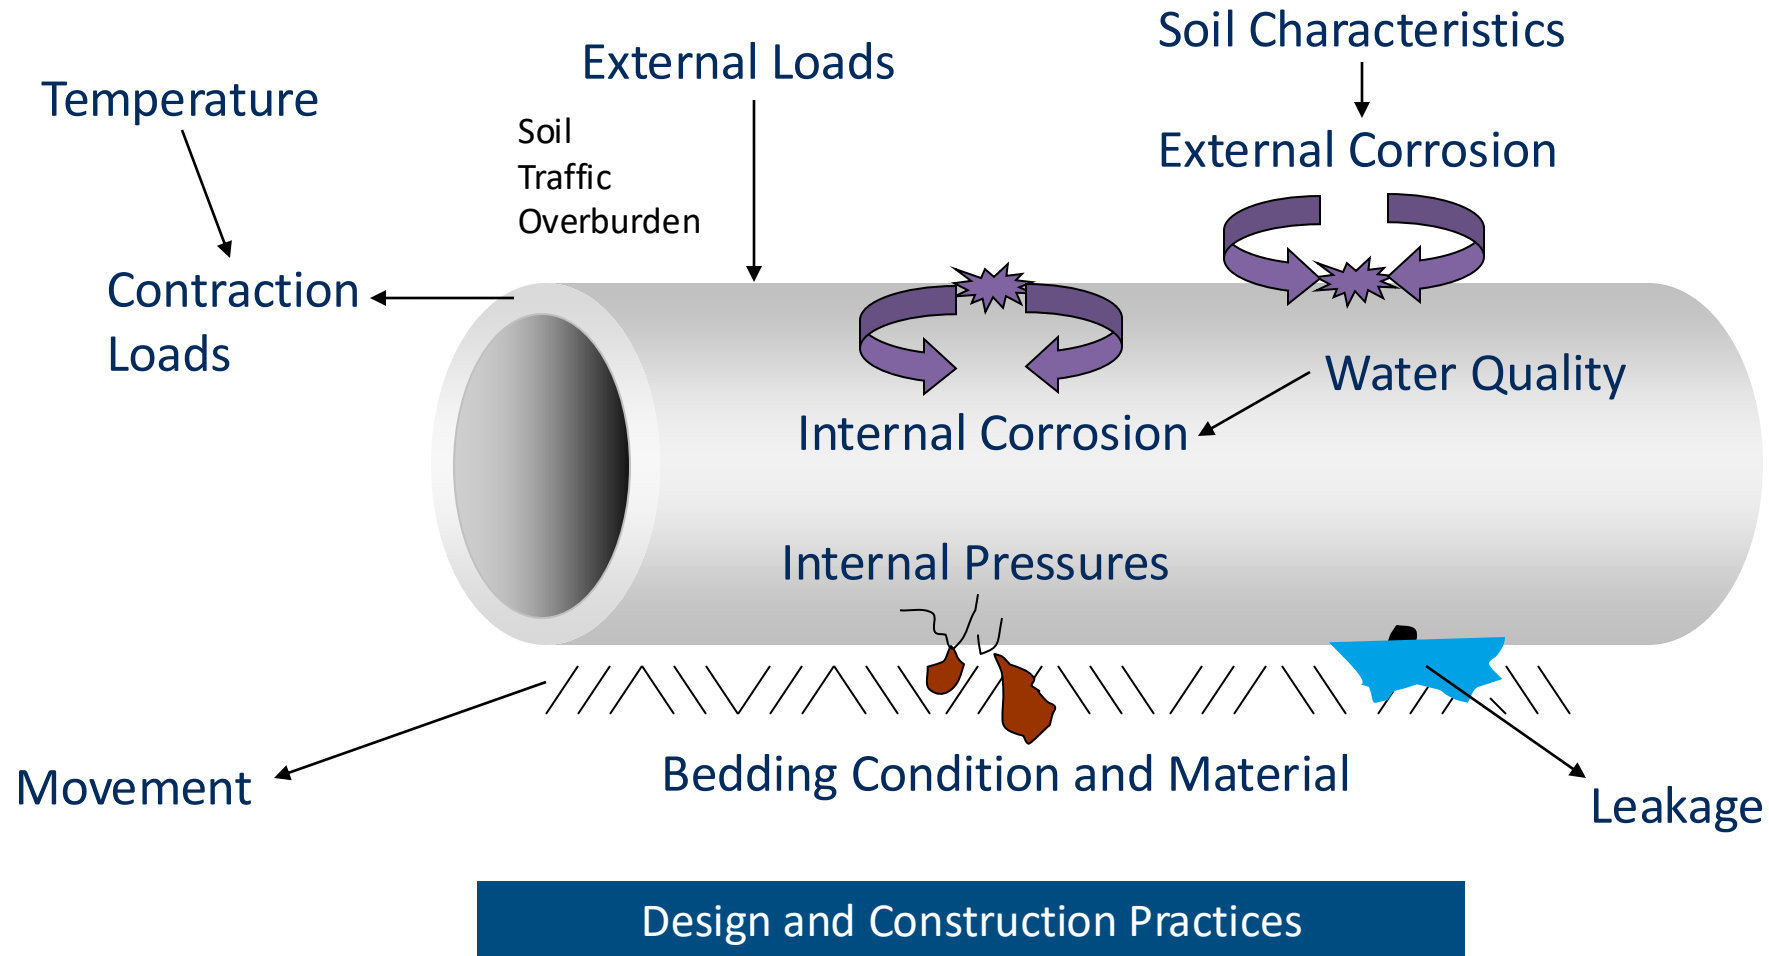 Soil Characteristics
External Loads
Temperature
Soil
Traffic
Overburden
External Corrosion
Contraction
Loads
Water Quality
Internal Corrosion
Internal Pressures
Bedding Condition and Material
Movement
Leakage
Design and Construction Practices